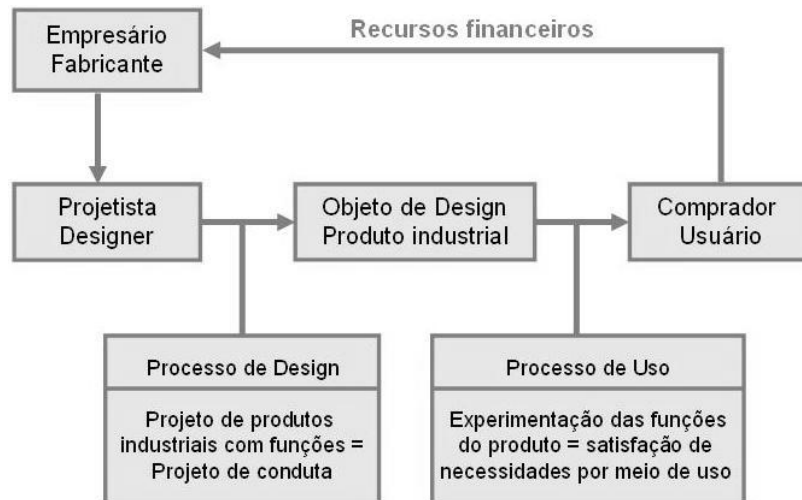 Empresário
Fabricante
Recursos financeiros
Projetista
Designer
Objeto de Design
Produto industrial
Comprador
Usuário
Processo de Design
Projeto de produtos
industriais com funções =
Projeto de conduta
Processo de Uso
Experimentação das funções
do produto = satisfação de
necessidades por meio de uso